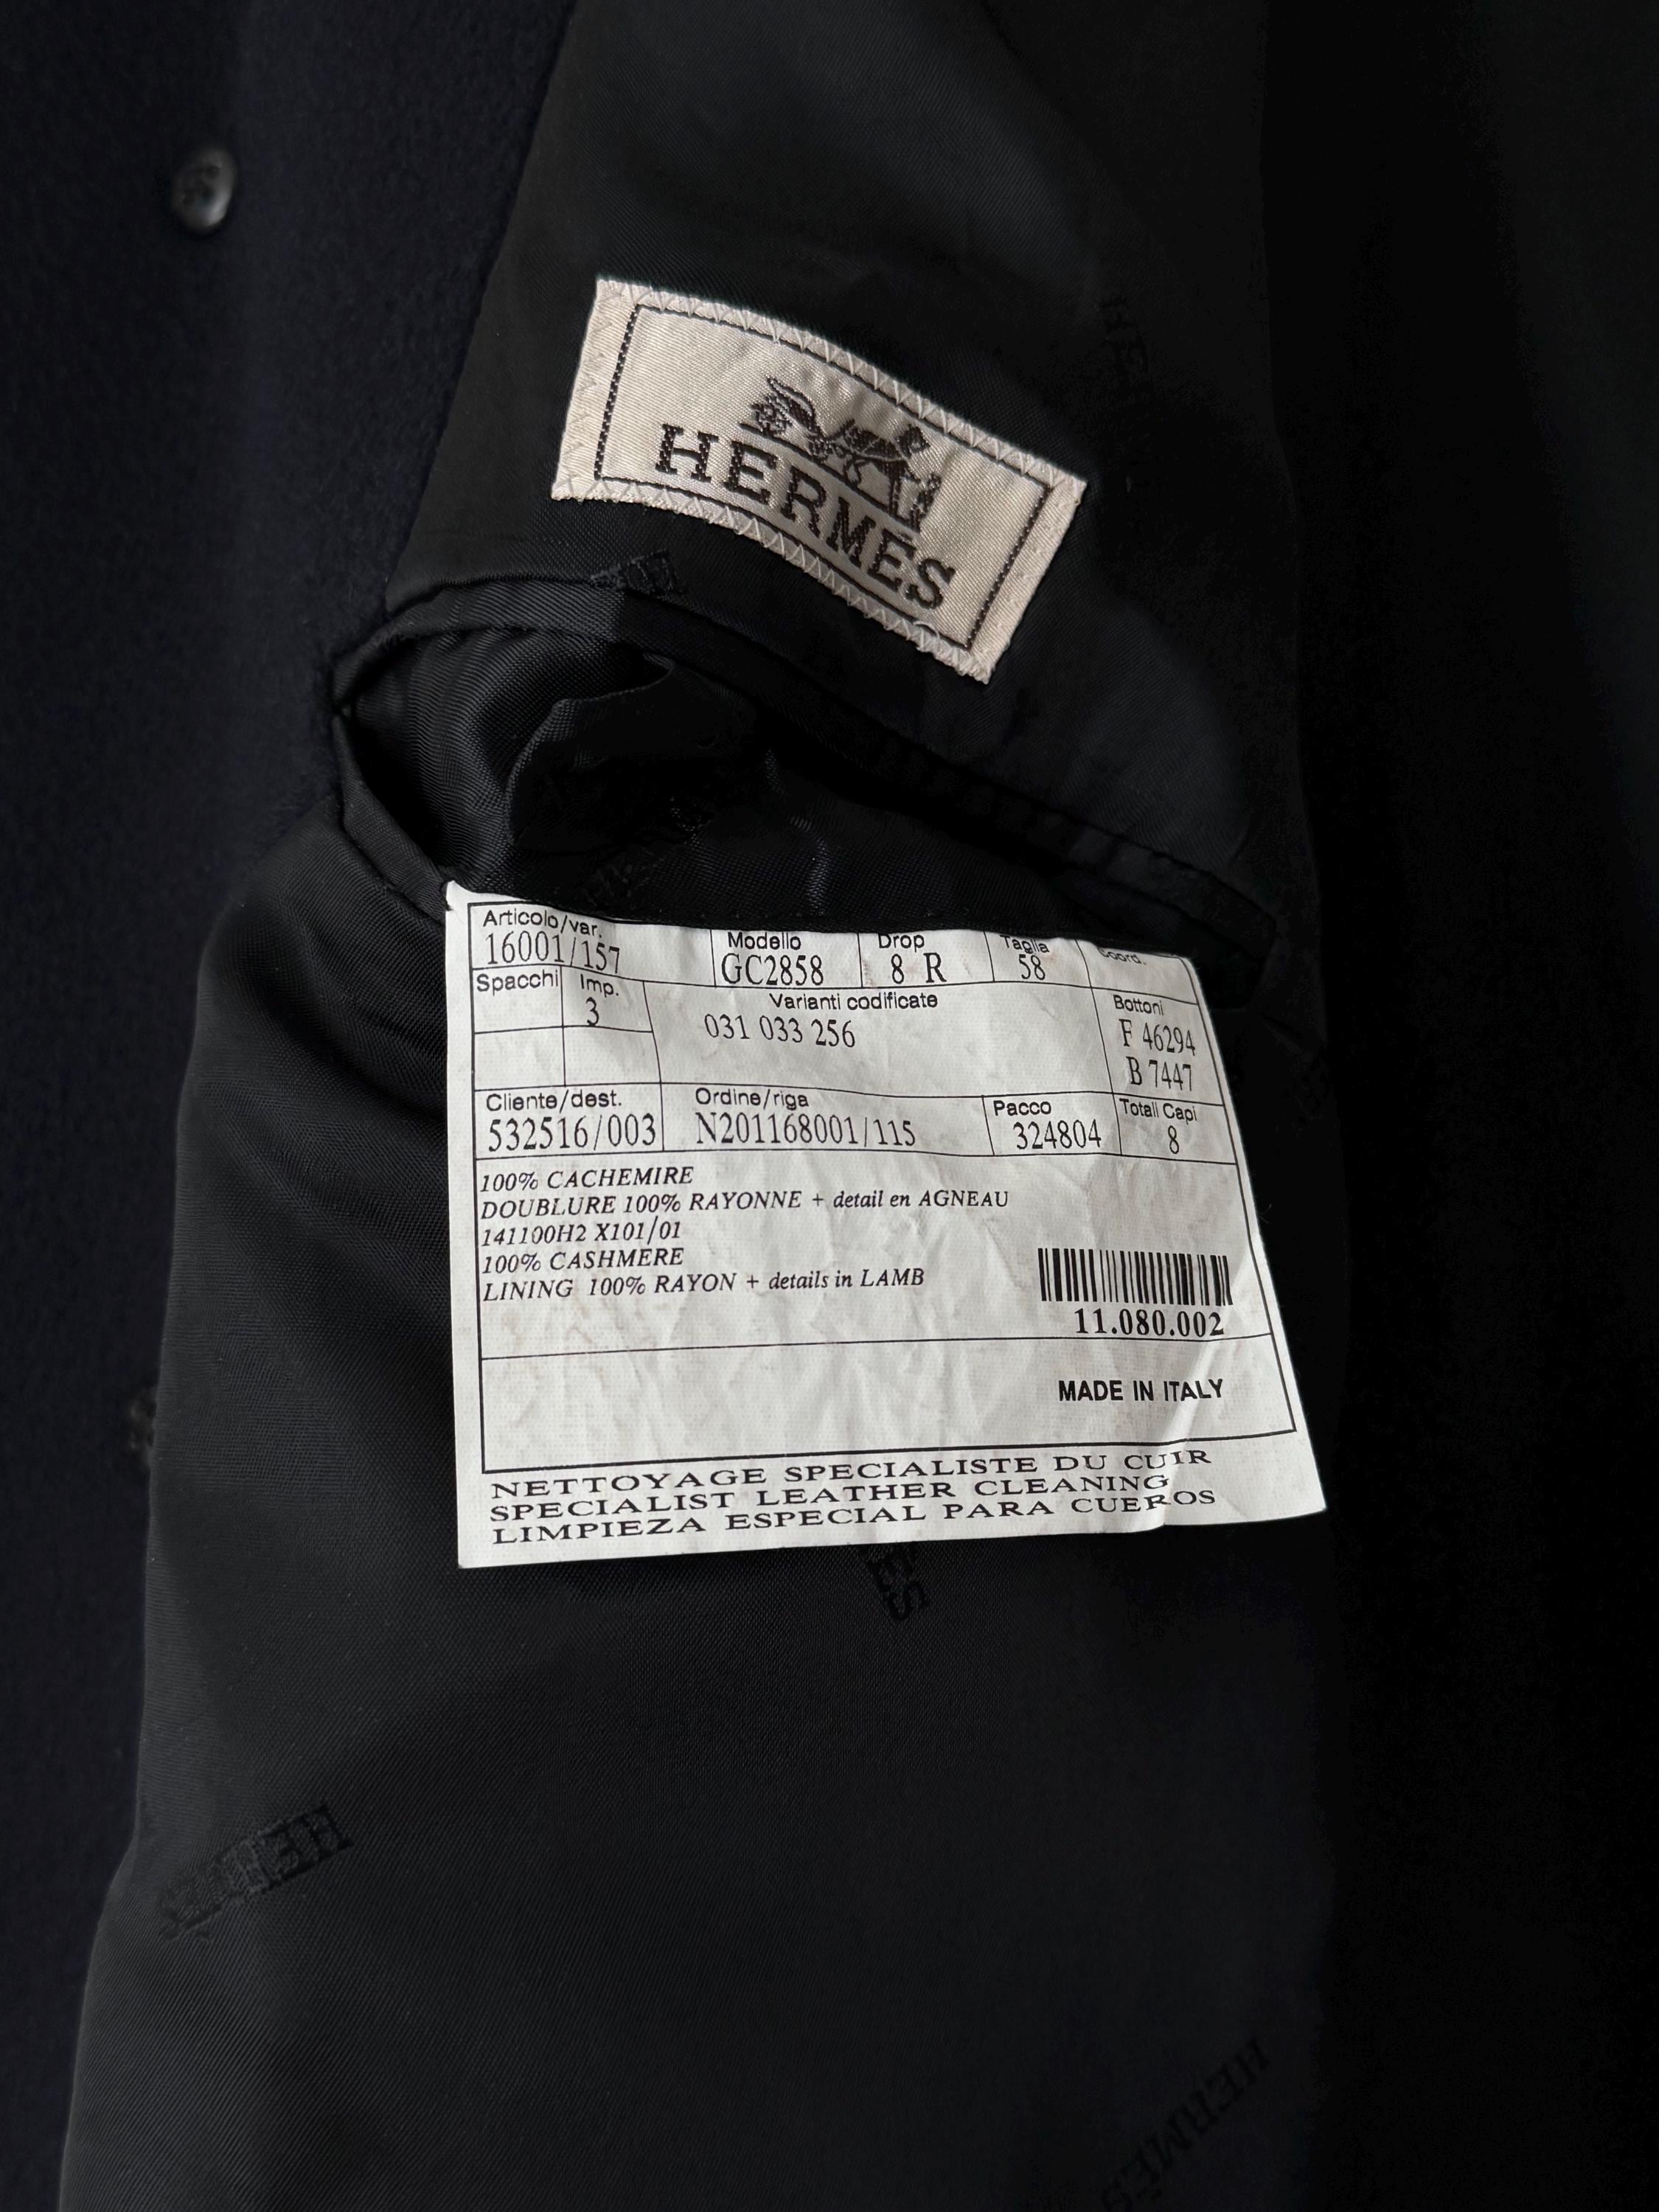 HERMES
Articolo/var. Modello Drop Taglia Coord.
16001/157 GC2858 8 R 58
Spacchi Imp. Varianti codificate Bottoni
3 031 033 256 F 46294
B 7447
Cliente/dest. Ordine/riga Pacco Totali Capi
532516/003 N201168001/115 324804 8
100% CACHEMIRE
DOUBLURE 100% RAYONNE + detail en AGNEAU
141100H2 X101/01
100% CASHMERE
LINING 100% RAYON + details in LAMB
11.080.002
MADE IN ITALY
NETTOYAGE SPECIALISTE DU CUIR
SPECIALIST LEATHER CLEANING
LIMPIEZA ESPECIAL PARA CUEROS
HERMÈS
HERMÈS